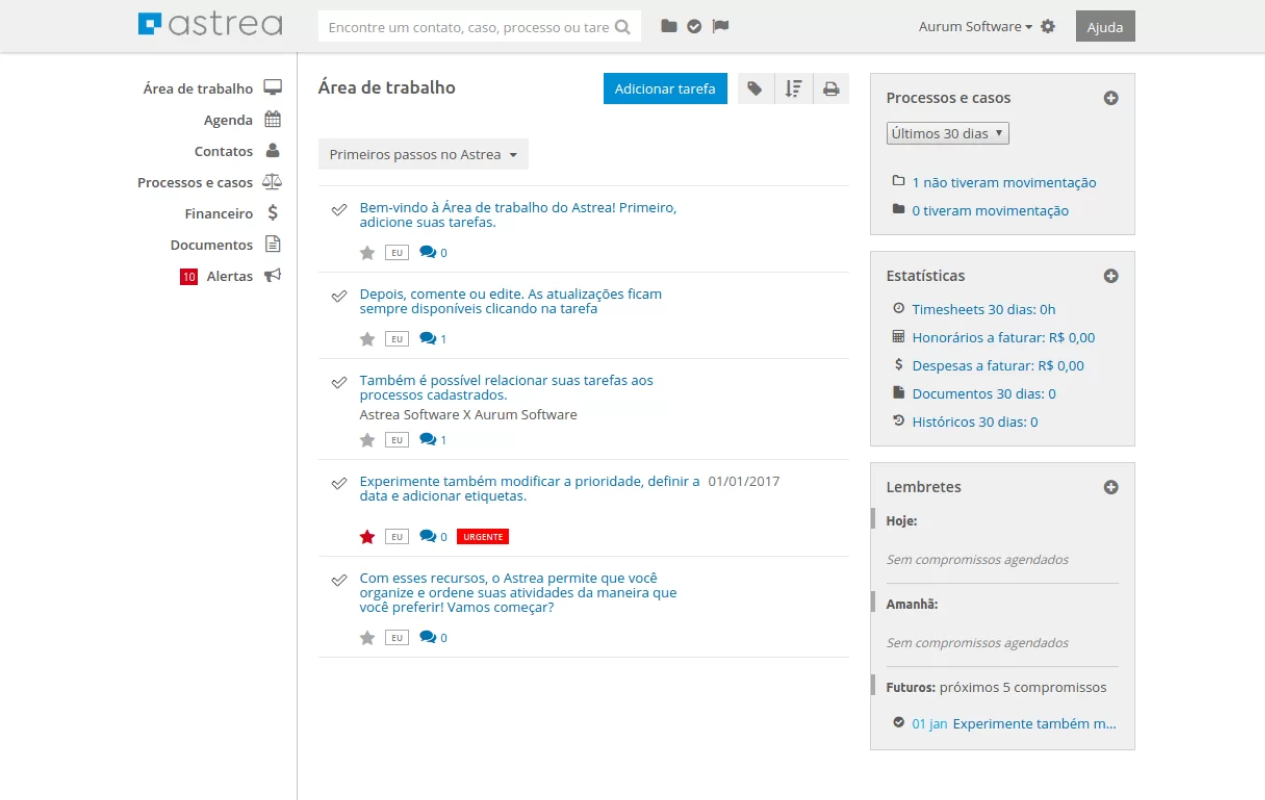 astrea
Encontre um contato, caso, processo ou tare
Aurum Software
Ajuda
Área de trabalho
Agenda
Contatos
Processos e casos
Financeiro
Documentos
10 Alertas
Área de trabalho
Adicionar tarefa
Primeiros passos no Astrea
Bem-vindo à Área de trabalho do Astrea! Primeiro,
adicione suas tarefas.
EU 0
Depois, comente ou edite. As atualizações ficam
sempre disponíveis clicando na tarefa
EU 1
Também é possível relacionar suas tarefas aos
processos cadastrados.
Astrea Software X Aurum Software
EU 1
Experimente também modificar a prioridade, definir a 01/01/2017
data e adicionar etiquetas.
EU 0 URGENTE
Com esses recursos, o Astrea permite que você
organize e ordene suas atividades da maneira que
você preferir! Vamos começar?
EU 0
Processos e casos
Últimos 30 dias
1 não tiveram movimentação
0 tiveram movimentação
Estatísticas
Timesheets 30 dias: 0h
Honorários a faturar: R$ 0,00
$ Despesas a faturar: R$ 0,00
Documentos 30 dias: 0
Históricos 30 dias: 0
Lembretes
Hoje:
Sem compromissos agendados
Amanhã:
Sem compromissos agendados
Futuros: próximos 5 compromissos
01 jan Experimente também m...